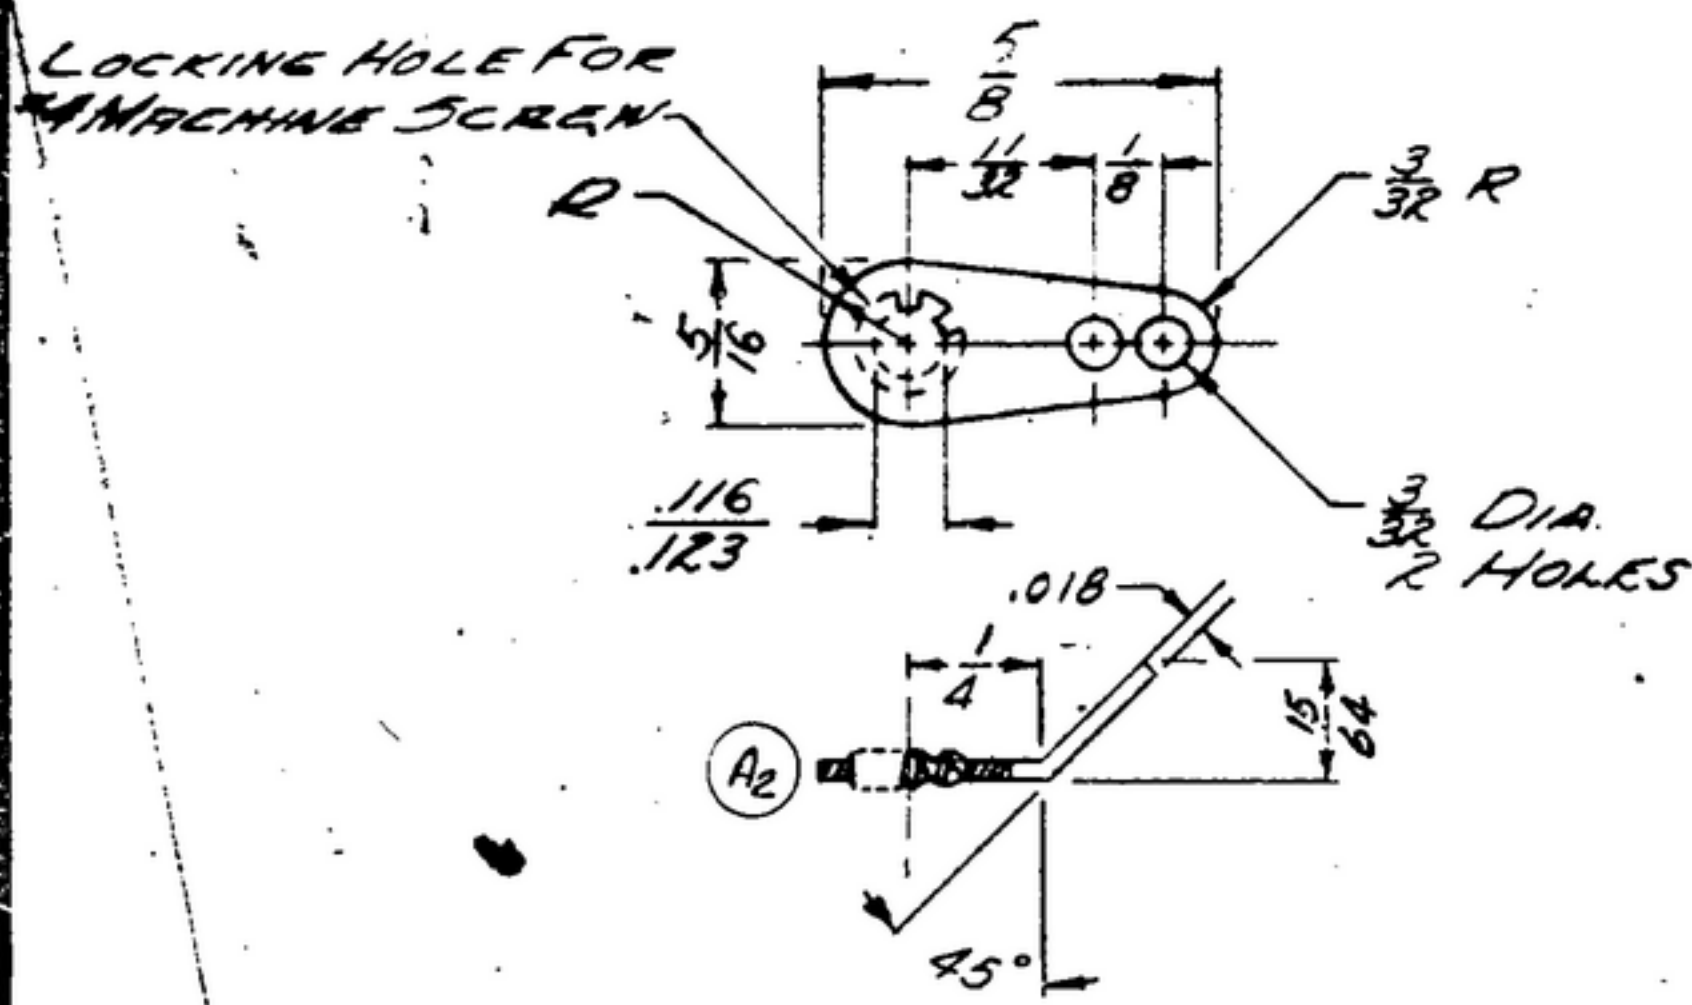 LOCKING HOLE FOR
#4 MACHINE SCREW
R
5/8
11/32
1/8
3/32 R
5/16
.116
.123
3/32 DIA.
2 HOLES
.018
1/4
15/64
A2
45°